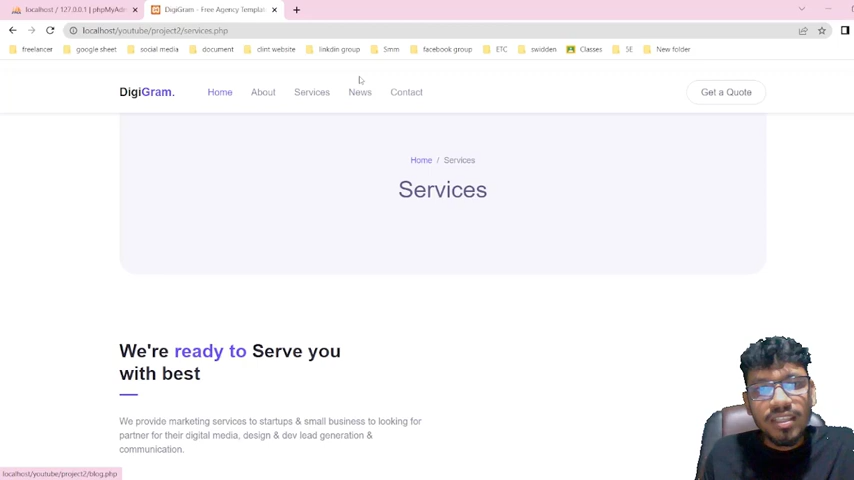 localhost / 127.0.0.1 | phpMyAdm
DigiGram - Free Agency Templat
localhost/youtube/project2/services.php
freelancer google sheet social media document clint website linkdin group Smm facebook group ETC swidden Classes SE New folder
DigiGram. Home About Services News Contact Get a Quote
Home / Services
Services
We're ready to Serve you
with best
We provide marketing services to startups & small business to looking for
partner for their digital media, design & dev lead generation &
communication.
localhost/youtube/project2/blog.php